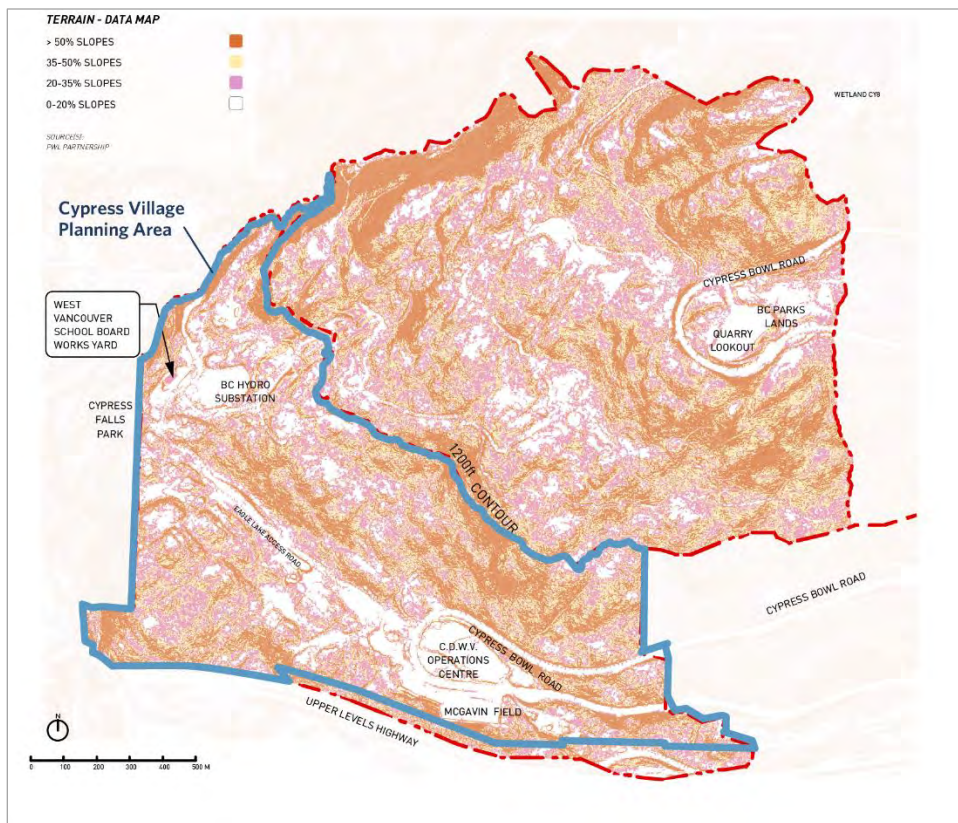 TERRAIN - DATA MAP
> 50% SLOPES
35-50% SLOPES
20-35% SLOPES
0-20% SLOPES
SOURCE(S):
PWL PARTNERSHIP
WETLAND CY8
Cypress Village
Planning Area
WEST
VANCOUVER
SCHOOL BOARD
WORKS YARD
CYPRESS BOWL ROAD
BC PARKS
LANDS
QUARRY
LOOKOUT
BC HYDRO
SUBSTATION
CYPRESS
FALLS
PARK
1200ft CONTOUR
EAGLE LAKE ACCESS ROAD
CYPRESS BOWL ROAD
C.D.W.V.
OPERATIONS
CENTRE
CYPRESS BOWL ROAD
MCGAVIN FIELD
UPPER LEVELS HIGHWAY
N
0 100 200 300 400 500 M